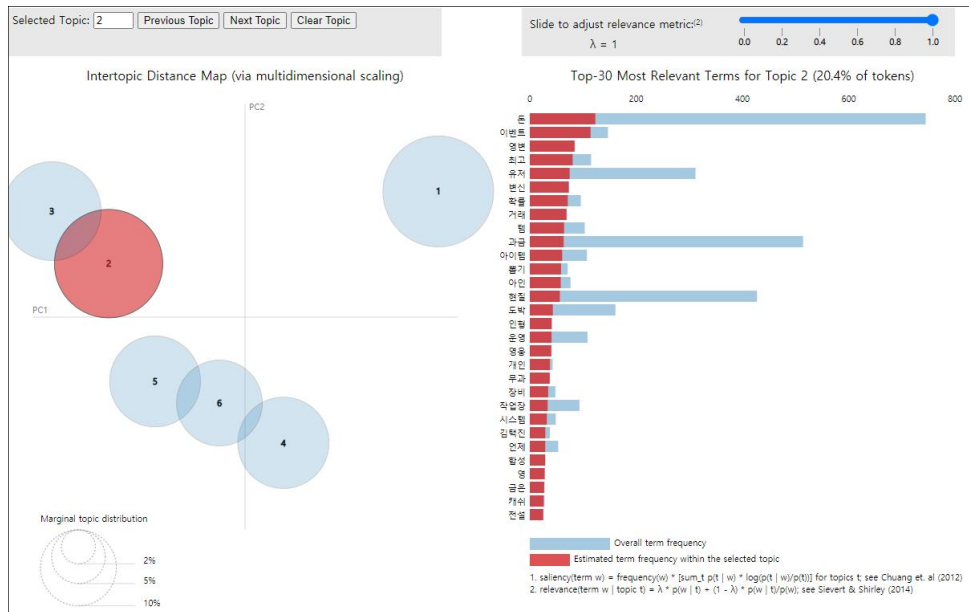 Selected Topic: 2 Previous Topic Next Topic Clear Topic
Slide to adjust relevance metric:(2)
λ = 1
0.0 0.2 0.4 0.6 0.8 1.0
Intertopic Distance Map (via multidimensional scaling)
PC2
PC1
1
3
2
5
6
4
Marginal topic distribution
2%
5%
10%
Top-30 Most Relevant Terms for Topic 2 (20.4% of tokens)
0 200 400 600 800
돈
이벤트
영변
최고
유저
변신
확률
거래
템
과금
아이템
뽑기
아인
현질
도박
인형
운영
영웅
개인
무과
장비
작업장
시스템
김택진
언제
합성
영
금은
캐쉬
전설
Overall term frequency
Estimated term frequency within the selected topic
1. saliency(term w) = frequency(w) * [sum_t p(t | w) * log(p(t | w)/p(t))] for topics t; see Chuang et. al (2012)
2. relevance(term w | topic t) = λ * p(w | t) + (1 - λ) * p(w | t)/p(w); see Sievert & Shirley (2014)